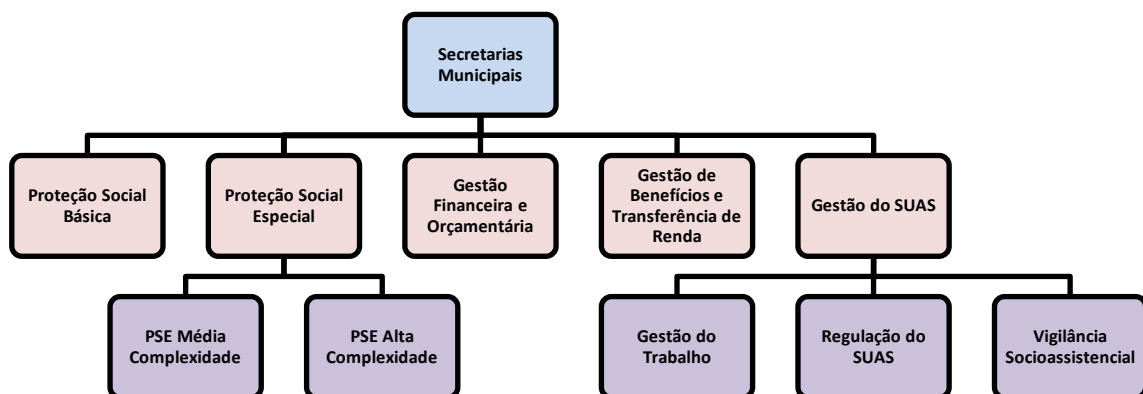 Secretarias
Municipais
Proteção Social
Básica
Proteção Social
Especial
Gestão
Financeira e
Orçamentária
Gestão de
Benefícios e
Transferência de
Renda
Gestão do SUAS
PSE Média
Complexidade
PSE Alta
Complexidade
Gestão do
Trabalho
Regulação do
SUAS
Vigilância
Socioassistencial